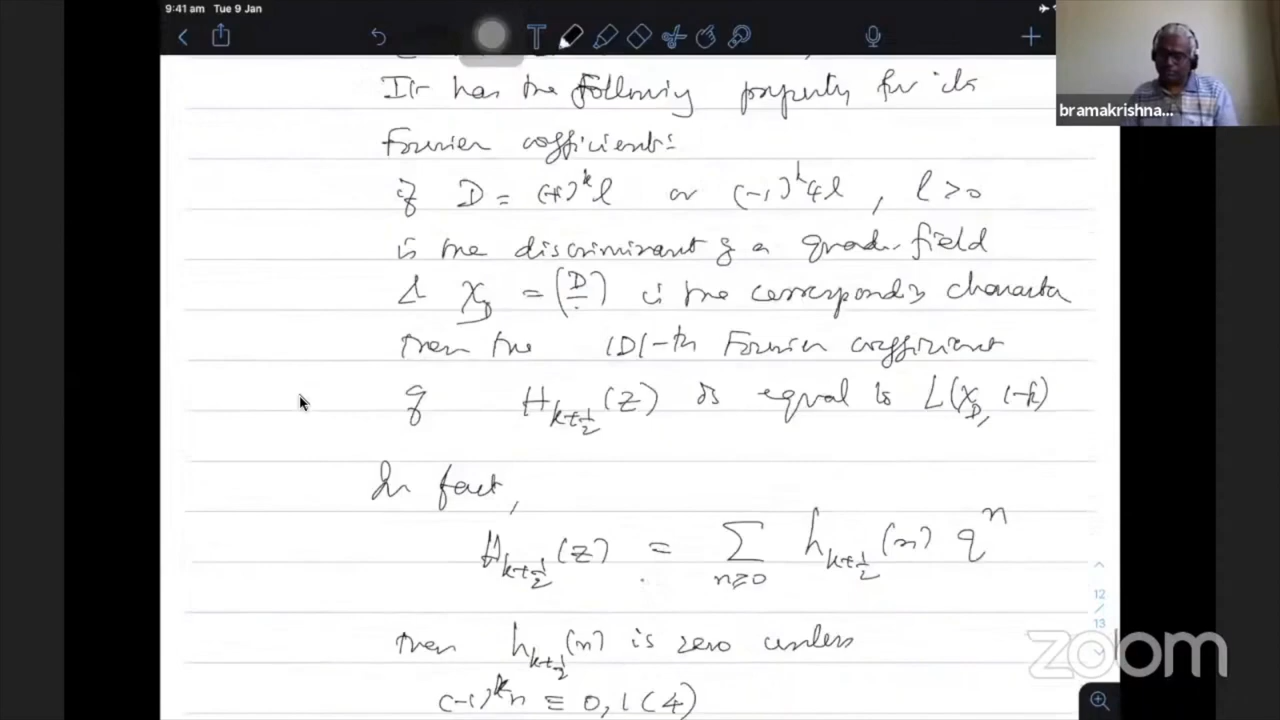 9:41 am Tue 9 Jan
bramakrishna...
It has the following property for its
Fourier coefficients:
if D = (-1)^k l or (-1)^k 4l, l > 0
is the discriminant of a quad. field
& χ_D = (D/·) is the corresponding character
then the |D|-th Fourier coefficient
of H_{k+1/2}(z) is equal to L(χ_D, 1-k)
In fact,
H_{k+1/2}(z) = Σ_{n≥0} h_{k+1/2}(n) q^n
then h_{k+1/2}(n) is zero unless
(-1)^k n ≡ 0, 1 (4)
12
/
13
zoom